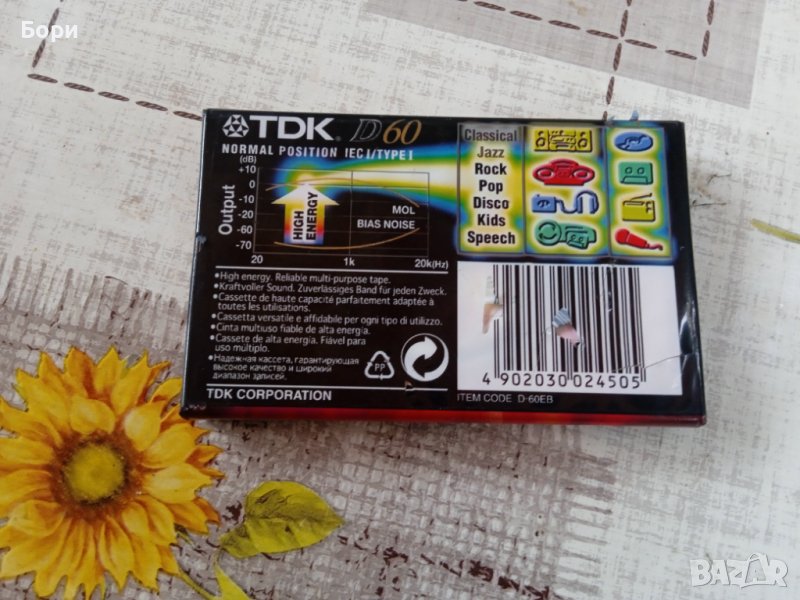 Бори
TDK. D60
NORMAL POSITION IEC I/TYPE I
(dB)
+10
0
-10
-20
-50
-60
-70
Output
HIGH ENERGY
MOL
BIAS NOISE
20 1k 20k(Hz)
Classical
Jazz
Rock
Pop
Disco
Kids
Speech
•High energy. Reliable multi-purpose tape.
•Kraftvoller Sound. Zuverlässiges Band für jeden Zweck.
•Cassette de haute capacité parfaitement adaptée à
toutes les utilisations.
•Cassetta versatile e affidabile per ogni tipo di utilizzo.
•Cinta multiuso fiable de alta energía.
•Cassete de alta energia. Fiável para
uso múltiplo.
•Надежная кассета, гарантирующая
высокое качество и широкий
диапазон записей.
PP
TDK CORPORATION
4 902030 024505
ITEM CODE D-60EB
BAZAR